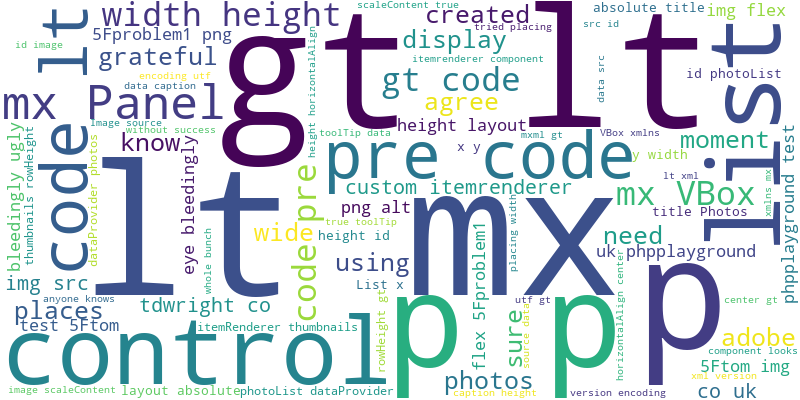 scaleContent true
id image
5Fproblem1 png
lt
width height
created
tried placing
absolute title
src id
img flex
grateful
encoding utf
data caption
mx Panel
gt lt
display
itemrenderer component
gt code
agree
height horizontalAlign
data src
id photoList
list
Image source
without success
know
height layout
toolTip data
mxml gt
x y
VBox xmlns
moment
code
bleedingly ugly
thumbnails rowHeight
dataProvider photos
eye bleedingly
pre code
y width
lt xml
custom itemrenderer
mx VBox
xmlns mx
phpplayground test
lt
code pre
mx
true toolTip
png alt
title Photos
wide
height id
placing width
need
whole bunch
using
uk phpplayground
img src
List x
flex 5Fproblem1
places
anyone knows
tdwright co
rowHeight gt
utf gt
source data
horizontalAlign center
center gt
test 5Ftom
itemRenderer thumbnails
p p p
sure
adobe
control
component looks
5Ftom img
photos
xml version
image scaleContent
layout absolute
photoList dataProvider
caption height
version encoding
co uk